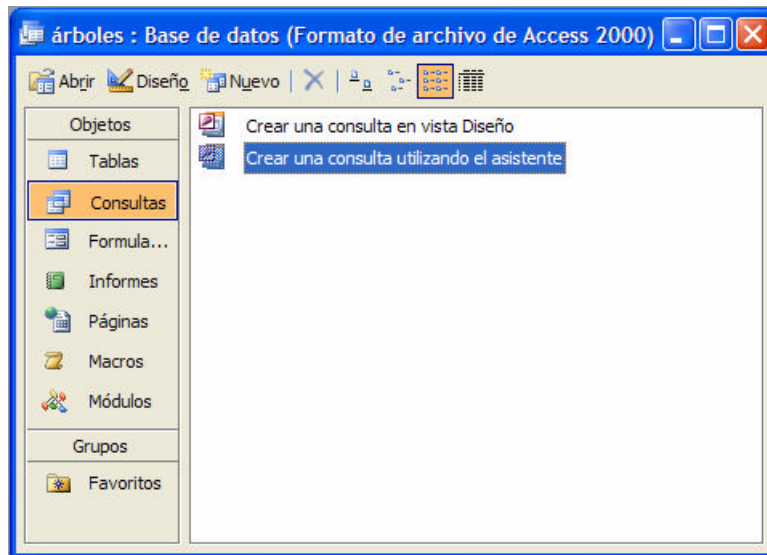 árboles : Base de datos (Formato de archivo de Access 2000)
Abrir Diseño Nuevo
Objetos
Tablas
Consultas
Formula...
Informes
Páginas
Macros
Módulos
Grupos
Favoritos
Crear una consulta en vista Diseño
Crear una consulta utilizando el asistente